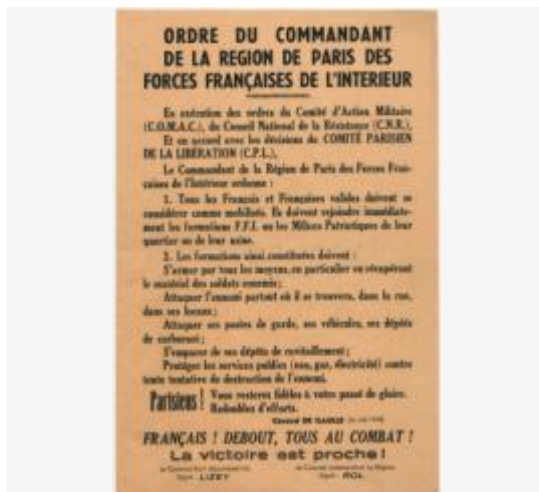 ORDRE DU COMMANDANT
DE LA REGION DE PARIS DES
FORCES FRANÇAISES DE L'INTERIEUR
En exécution des ordres du Comité d'Action Militaire
(C.O.M.A.C.), du Conseil National de la Résistance (C.N.R.),
Et en accord avec les décisions du COMITÉ PARISIEN
DE LA LIBÉRATION (C.P.L.),
Le Commandant de la Région de Paris des Forces Fran-
çaises de l'Intérieur ordonne :
1. Tous les Français et Françaises valides doivent se
considérer comme mobilisés. Ils doivent rejoindre immédiate-
ment les formations F.F.I. ou les Milices Patriotiques de leur
quartier ou de leur usine.
2. Les formations ainsi constituées doivent :
S'armer par tous les moyens, en particulier en récupérant
le matériel des soldats ennemis ;
Attaquer l'ennemi partout où il se trouvera, dans la rue,
dans ses locaux ;
Attaquer ses postes de garde, ses véhicules, ses dépôts
de carburant ;
S'emparer de ses dépôts de ravitaillement ;
Protéger les services publics (eau, gaz, électricité) contre
toute tentative de destruction de l'ennemi.
Parisiens ! Vous resterez fidèles à votre passé de gloire.
Redoublez d'efforts.
Général DE GAULLE
FRANÇAIS ! DEBOUT, TOUS AU COMBAT !
La victoire est proche !
Signé : LIZEY Signé : ROL